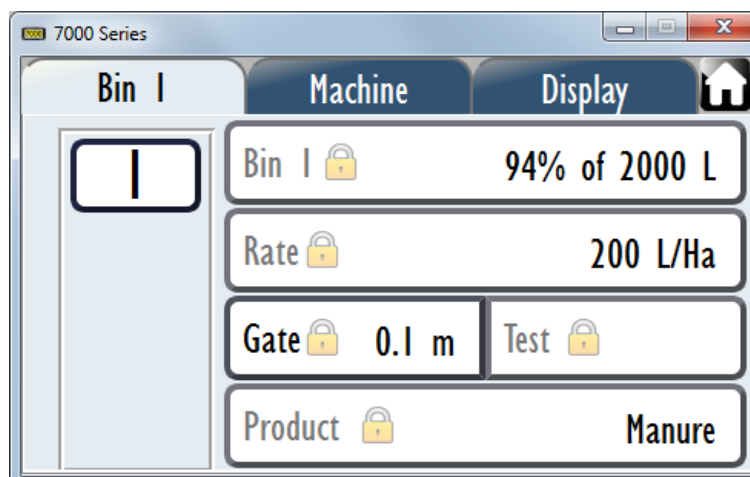 7000 Series
Bin 1 Machine Display
1
Bin 1 94% of 2000 L
Rate 200 L/Ha
Gate 0.1 m Test
Product Manure